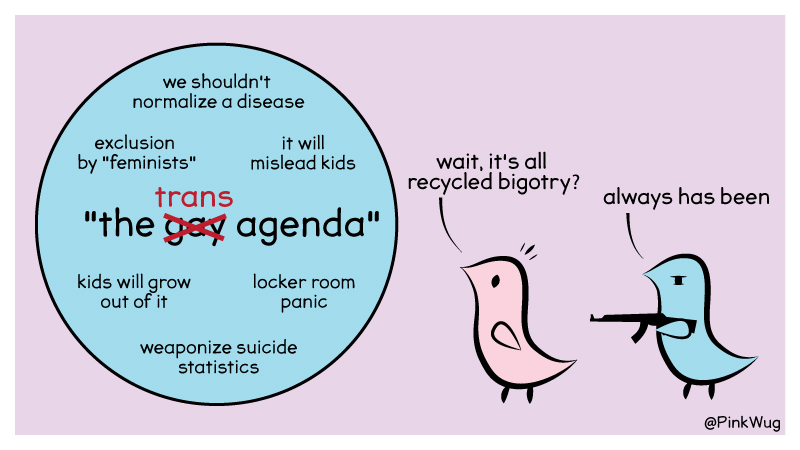 we shouldn't
normalize a disease
exclusion
by "feminists"
it will
mislead kids
trans
"the gay agenda"
kids will grow
out of it
locker room
panic
weaponize suicide
statistics
wait, it's all
recycled bigotry?
always has been
@PinkWug